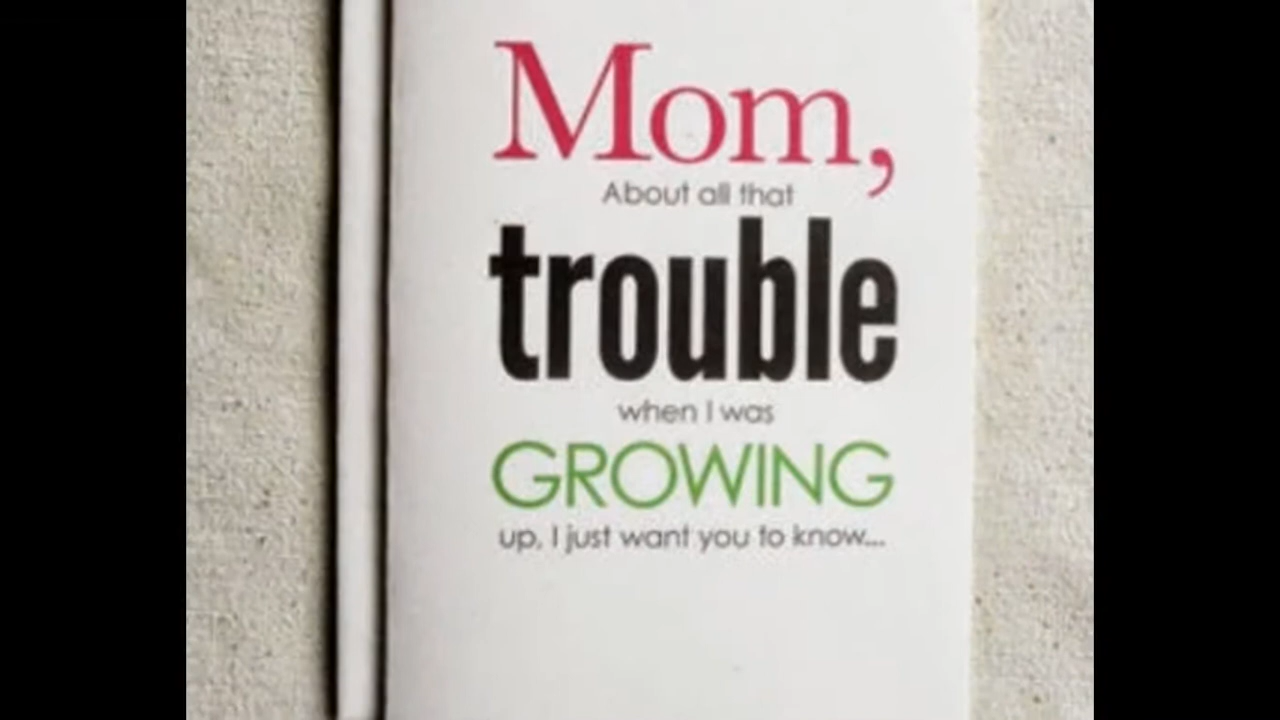 Mom,
About all that
trouble
when I was
GROWING
up, I just want you to know...